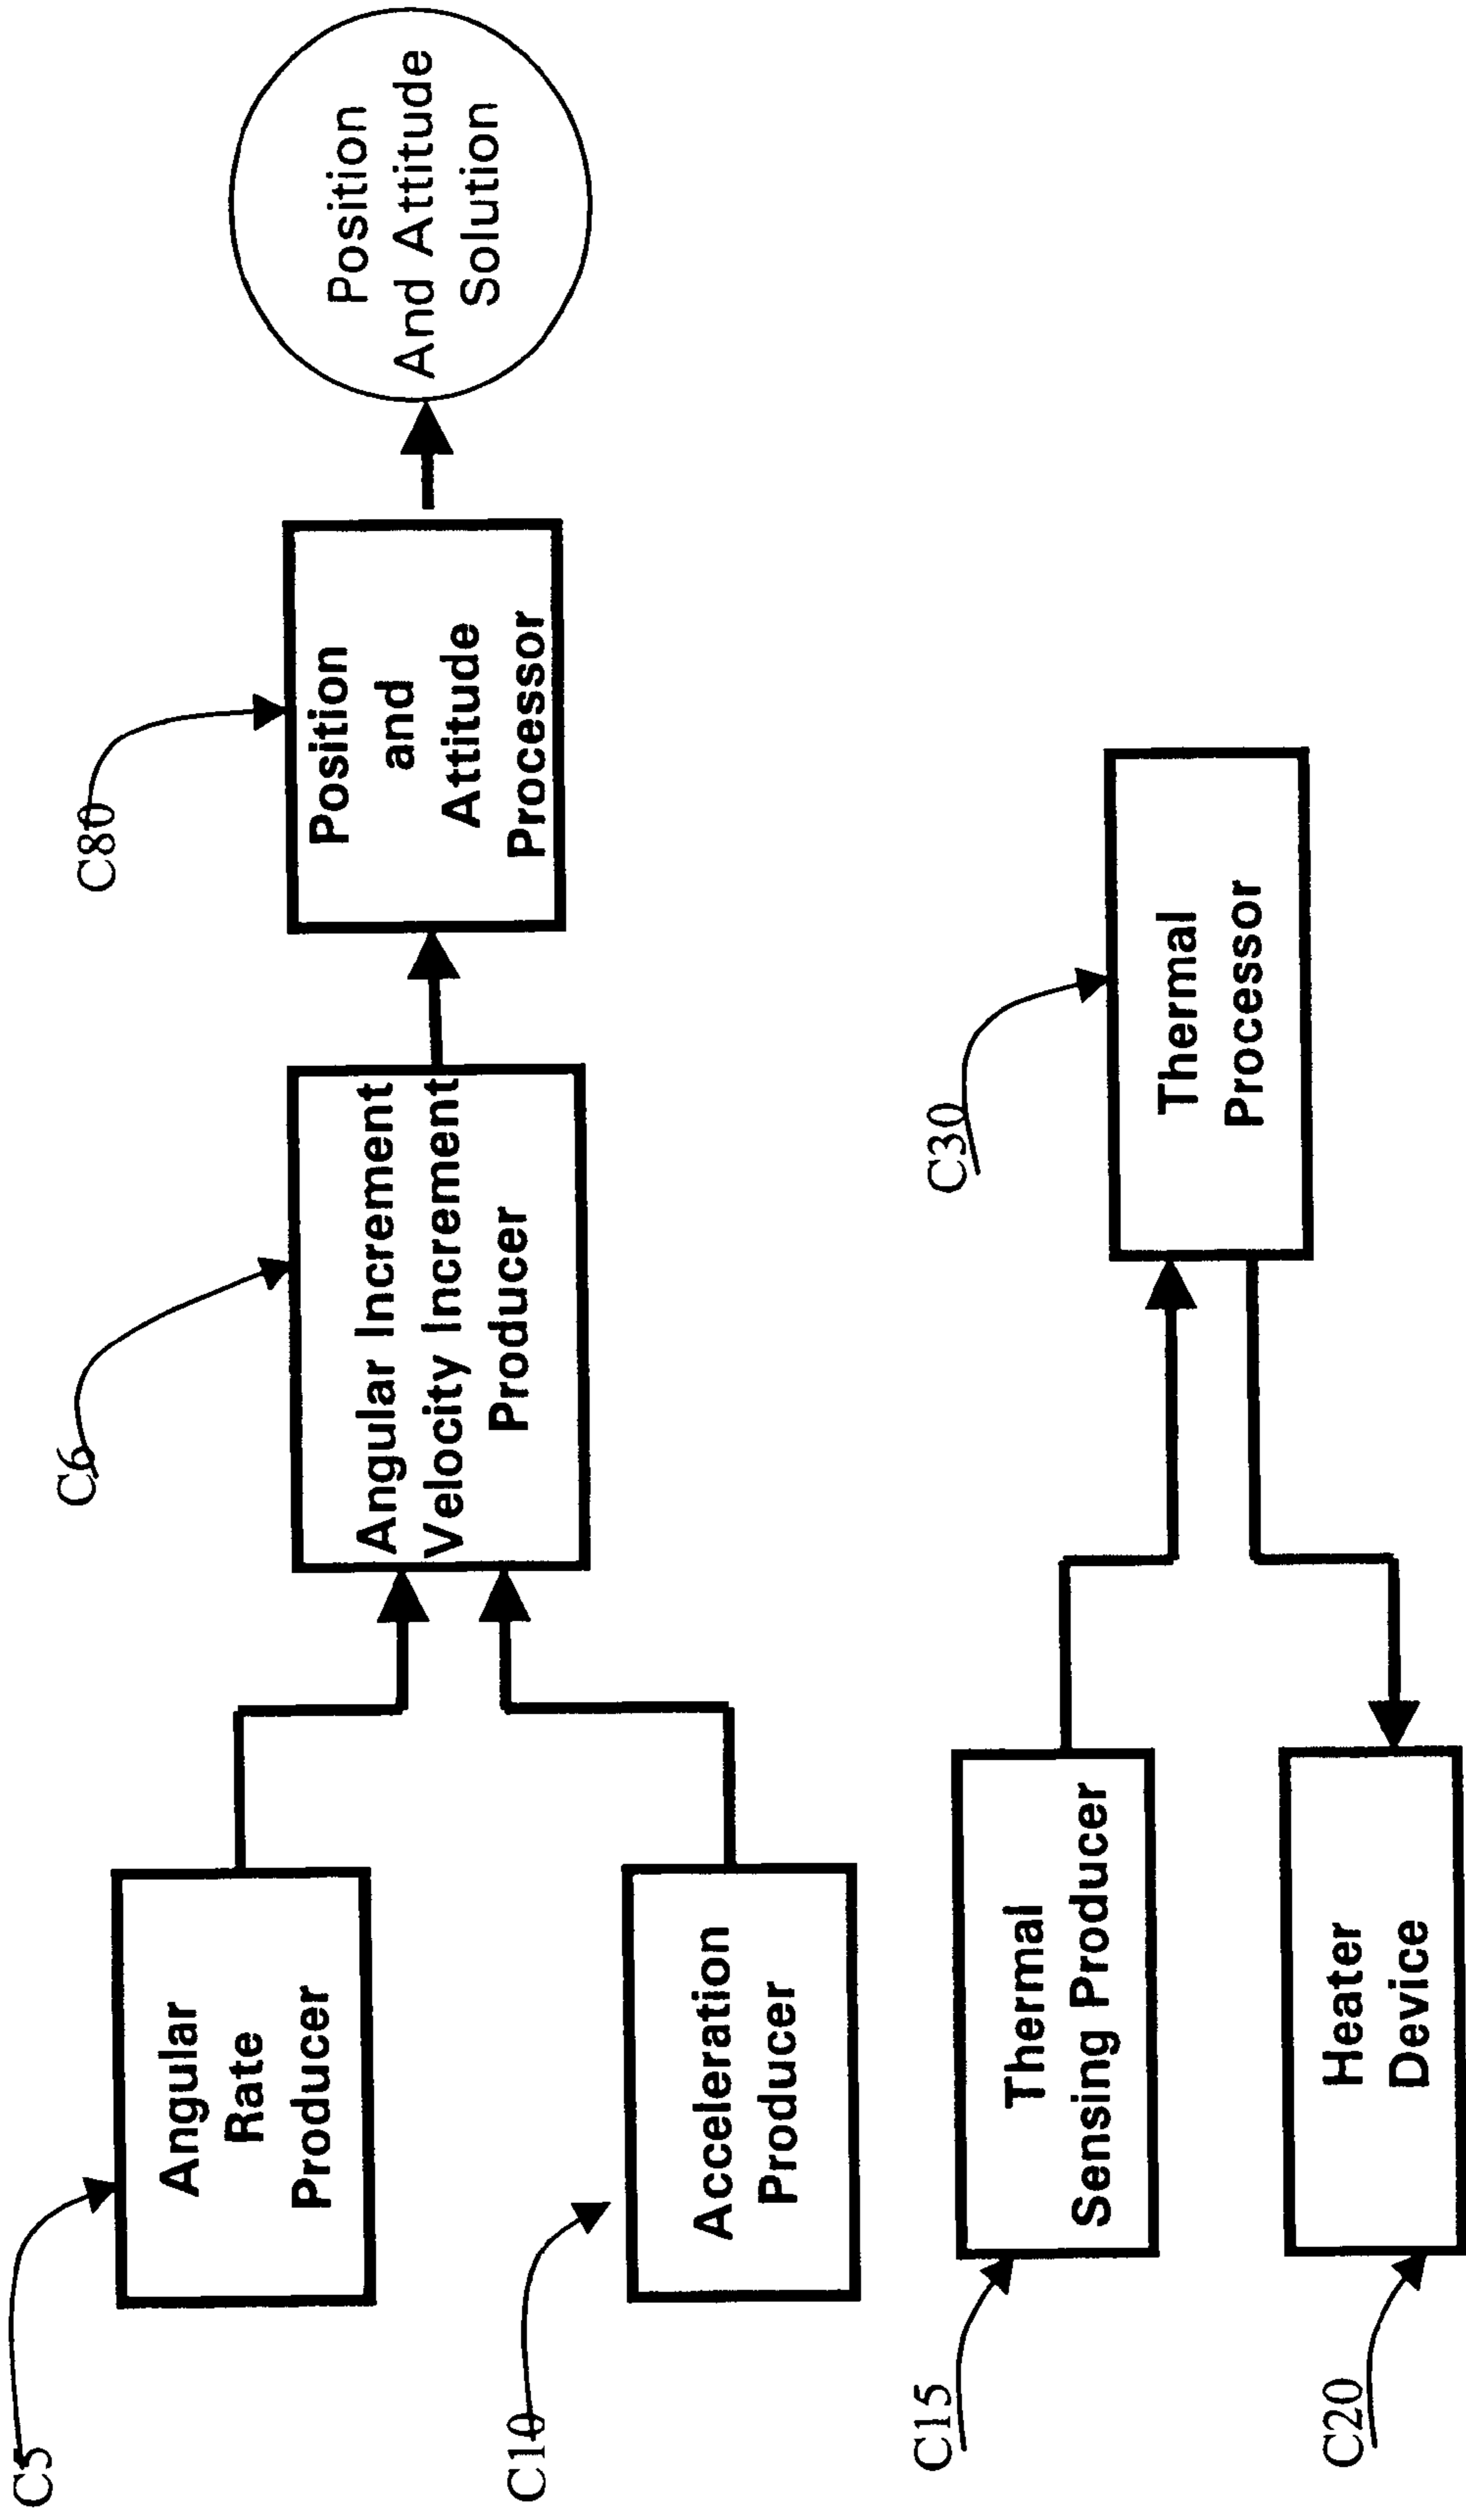 C5
Angular
Rate
Producer
C10
Acceleration
Producer
C6
Angular Increment
Velocity Increment
Producer
C80
Position
and
Attitude
Processor
Position
And Attitude
Solution
C15
Thermal
Sensing Producer
C20
Heater
Device
C30
Thermal
Processor